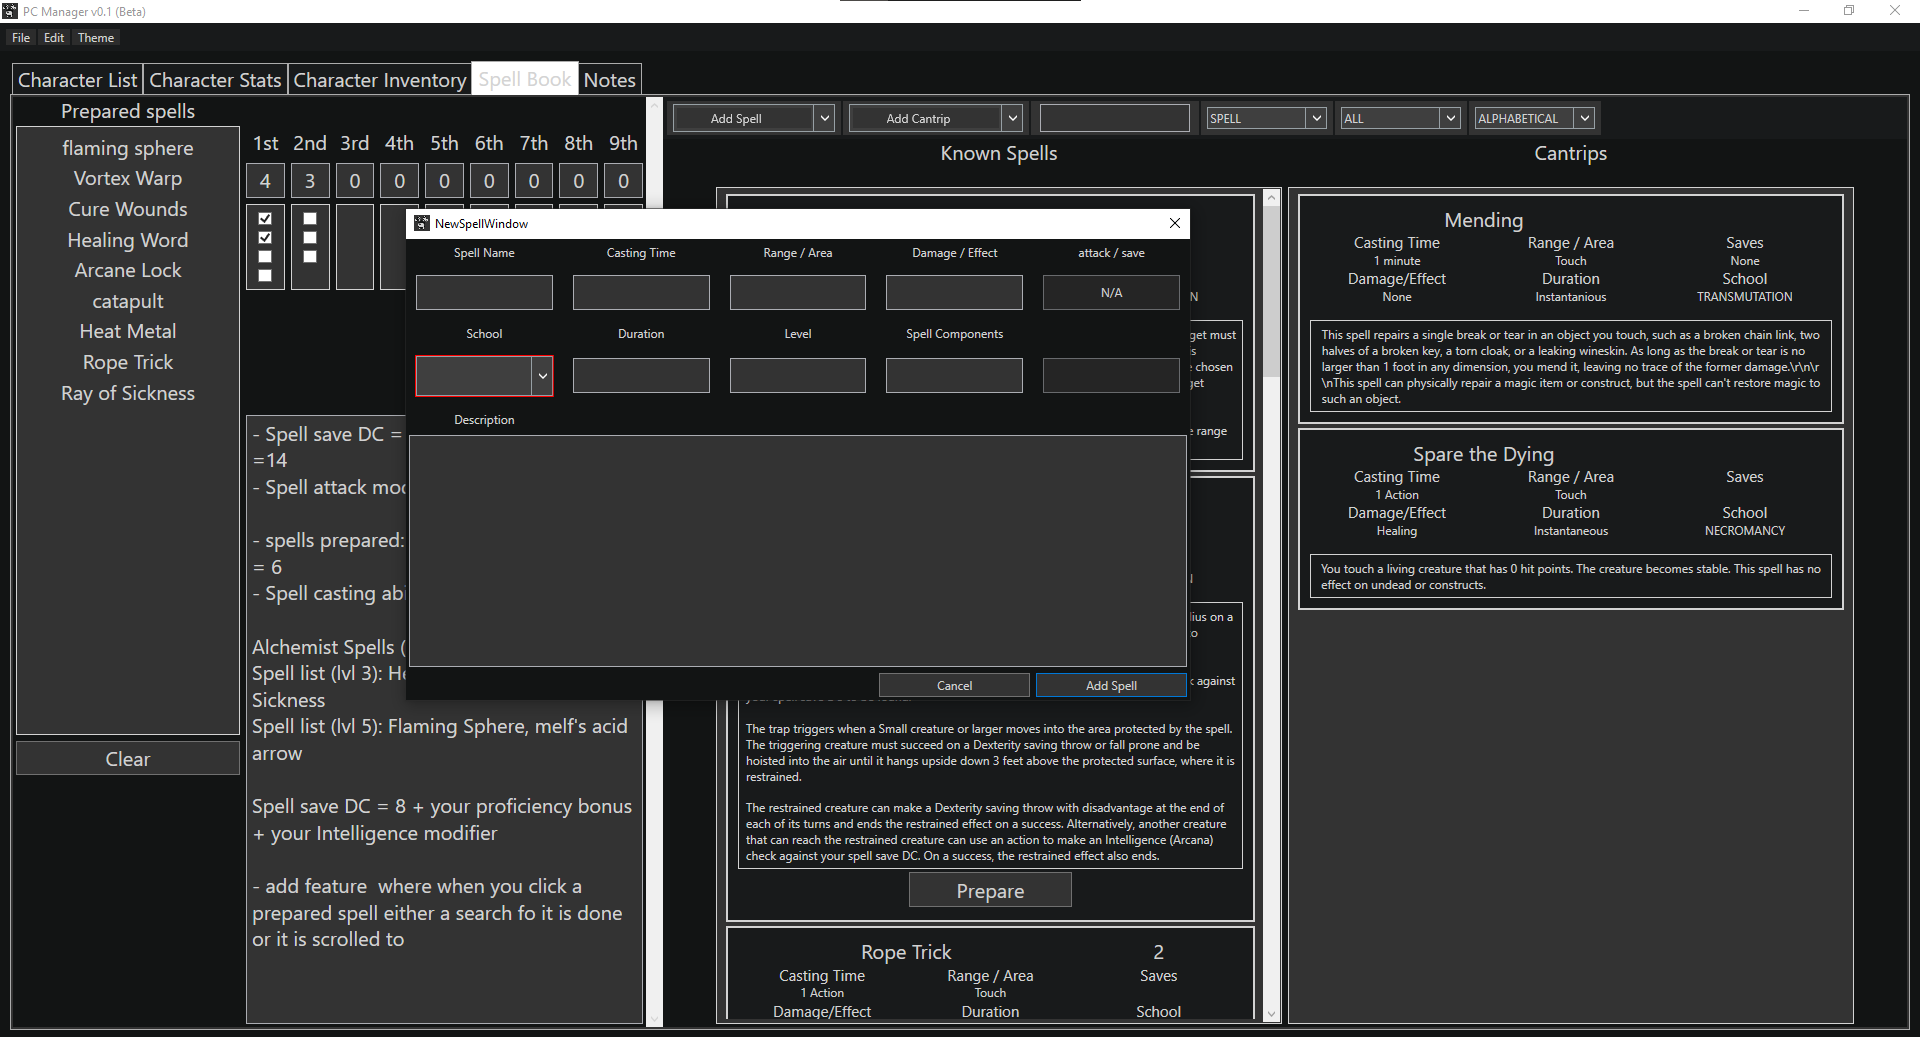 PC Manager v0.1 (Beta)
File Edit Theme
Character List Character Stats Character Inventory Spell Book Notes
Prepared spells
flaming sphere
Vortex Warp
Cure Wounds
Healing Word
Arcane Lock
catapult
Heat Metal
Rope Trick
Ray of Sickness
Clear
1st 2nd 3rd 4th 5th 6th 7th 8th 9th
4 3 0 0 0 0 0 0 0
- Spell save DC =
=14
- Spell attack
- spells prepared:
= 6
- Spell casting
Alchemist Spells (
Spell list (lvl 3):
Sickness
Spell list (lvl 5): Flaming Sphere, melf's acid
arrow
Spell save DC = 8 + your proficiency bonus
+ your Intelligence modifier
- add feature  where when you click a
prepared spell either a search fo it is done
or it is scrolled to
Add Spell Add Cantrip SPELL ALL ALPHABETICAL
Known Spells
NewSpellWindow
Spell Name Casting Time Range / Area Damage / Effect attack / save
N/A
School Duration Level Spell Components
Description
Cancel Add Spell
get must
chosen
get
range
on a
against
The trap triggers when a Small creature or larger moves into the area protected by the spell.
The triggering creature must succeed on a Dexterity saving throw or fall prone and be
hoisted into the air until it hangs upside down 3 feet above the protected surface, where it is
restrained.
The restrained creature can make a Dexterity saving throw with disadvantage at the end of
each of its turns and ends the restrained effect on a success. Alternatively, another creature
that can reach the restrained creature can use an action to make an Intelligence (Arcana)
check against your spell save DC. On a success, the restrained effect also ends.
Prepare
Rope Trick 2
Casting Time Range / Area Saves
1 Action Touch
Damage/Effect Duration School
Cantrips
Mending
Casting Time Range / Area Saves
1 minute Touch None
Damage/Effect Duration School
None Instantanious TRANSMUTATION
This spell repairs a single break or tear in an object you touch, such as a broken chain link, two
halves of a broken key, a torn cloak, or a leaking wineskin. As long as the break or tear is no
larger than 1 foot in any dimension, you mend it, leaving no trace of the former damage.\r\n\r
\nThis spell can physically repair a magic item or construct, but the spell can't restore magic to
such an object.
Spare the Dying
Casting Time Range / Area Saves
1 Action Touch
Damage/Effect Duration School
Healing Instantaneous NECROMANCY
You touch a living creature that has 0 hit points. The creature becomes stable. This spell has no
effect on undead or constructs.